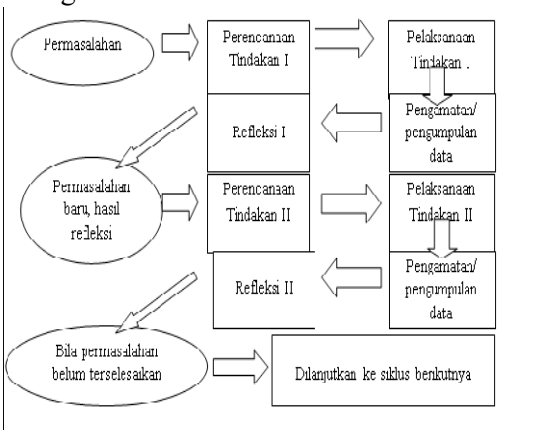 Permasalahan
Perencanaan
Tindakan I
Pelaksanaan
Tindakan .
Pengamatan/
pengumpulan
data
Refleksi I
Permasalahan
baru, hasil
refleksi
Perencanaan
Tindakan II
Pelaksanaan
Tindakan II
Pengamatan/
pengumpulan
data
Refleksi II
Bila permasalahan
belum terselesaikan
Dilanjutkan ke siklus berikutnya